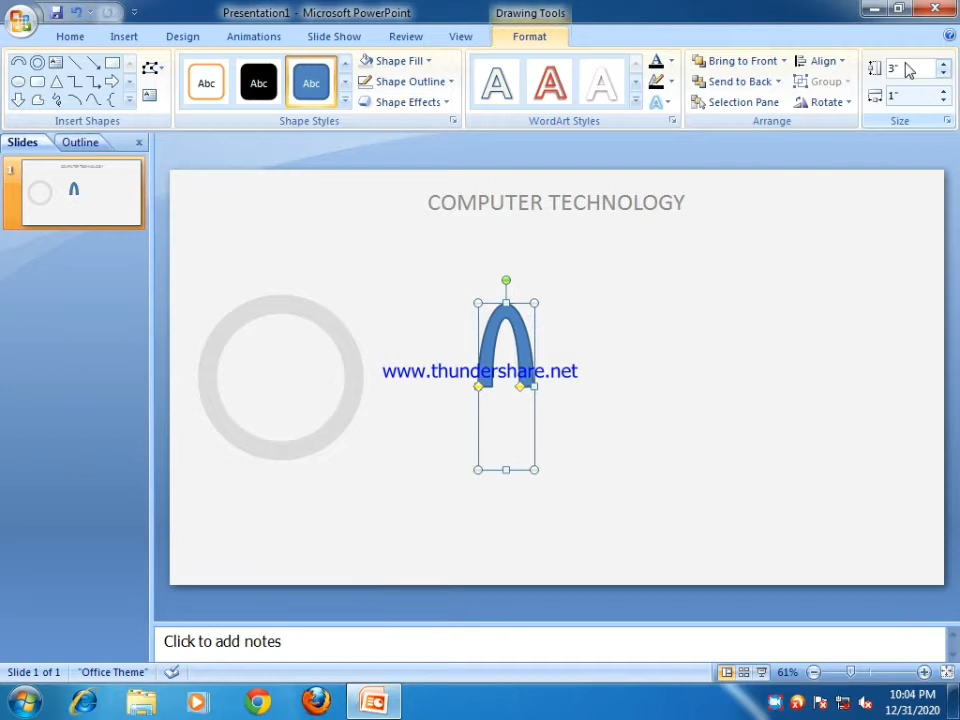 Presentation1 - Microsoft PowerPoint
Drawing Tools
Home
Insert
Design
Animations
Slide Show
Review
View
Format
Abc
Abc
Abc
Shape Fill
Shape Outline
Shape Effects
A
A
A
A
A
Bring to Front
Send to Back
Selection Pane
Align
Group
Rotate
3"
1"
Insert Shapes
Shape Styles
WordArt Styles
Arrange
Size
Slides
Outline
1
COMPUTER TECHNOLOGY
COMPUTER TECHNOLOGY
www.thundershare.net
Click to add notes
Slide 1 of 1
"Office Theme"
61%
10:04 PM
12/31/2020